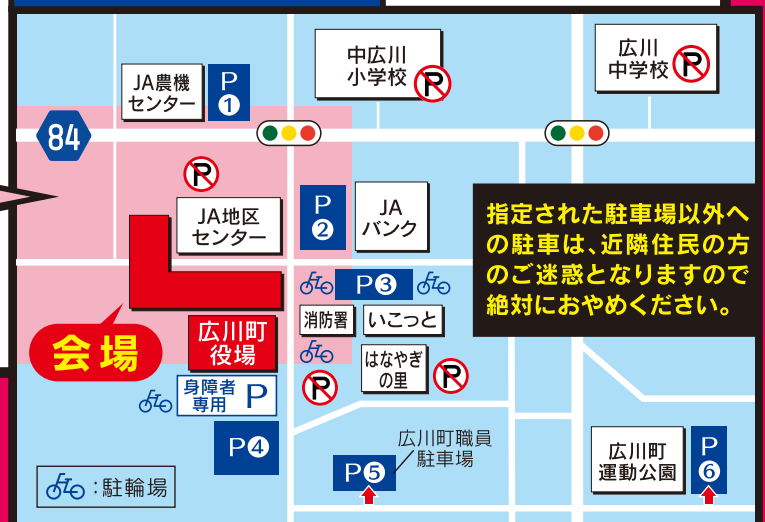 中広川
小学校
P
広川
中学校
P
JA農機
センター
P
1
84
P
JA地区
センター
P
2
JA
バンク
指定された駐車場以外へ
の駐車は、近隣住民の方
のご迷惑となりますので
絶対におやめください。
P3
消防署
いこっと
広川町
役場
会場
はなやぎ
の里
P
P
身障者
専用
P
P4
広川町職員
駐車場
P5
広川町
運動公園
P
6
:駐輪場